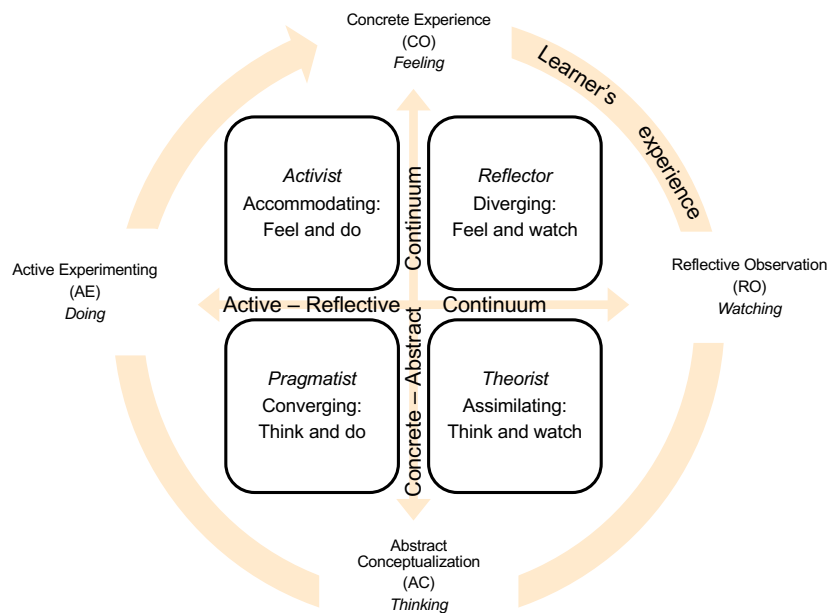 Concrete Experience
(CO)
Feeling
Learner's experience
Activist
Accommodating:
Feel and do
Reflector
Diverging:
Feel and watch
Active Experimenting
(AE)
Doing
Reflective Observation
(RO)
Watching
Active – Reflective Continuum
Concrete – Abstract Continuum
Pragmatist
Converging:
Think and do
Theorist
Assimilating:
Think and watch
Abstract
Conceptualization
(AC)
Thinking